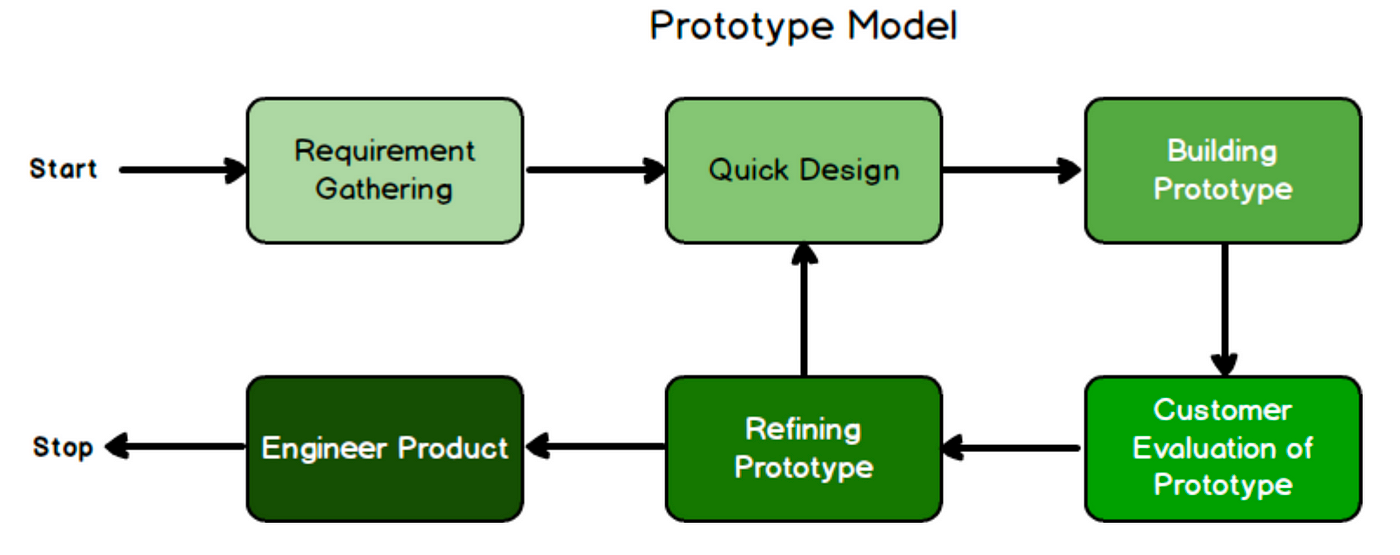 Prototype Model
Start
Requirement
Gathering
Quick Design
Building
Prototype
Stop
Engineer Product
Refining
Prototype
Customer
Evaluation of
Prototype